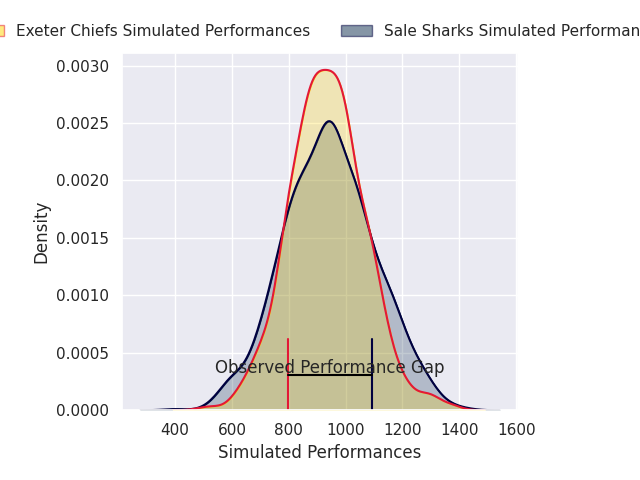 Exeter Chiefs Simulated Performances
Sale Sharks Simulated Performan
0.0030
0.0025
0.0020
0.0015
0.0010
0.0005
0.0000
Density
Observed Performance Gap
400 600 800 1000 1200 1400 1600
Simulated Performances